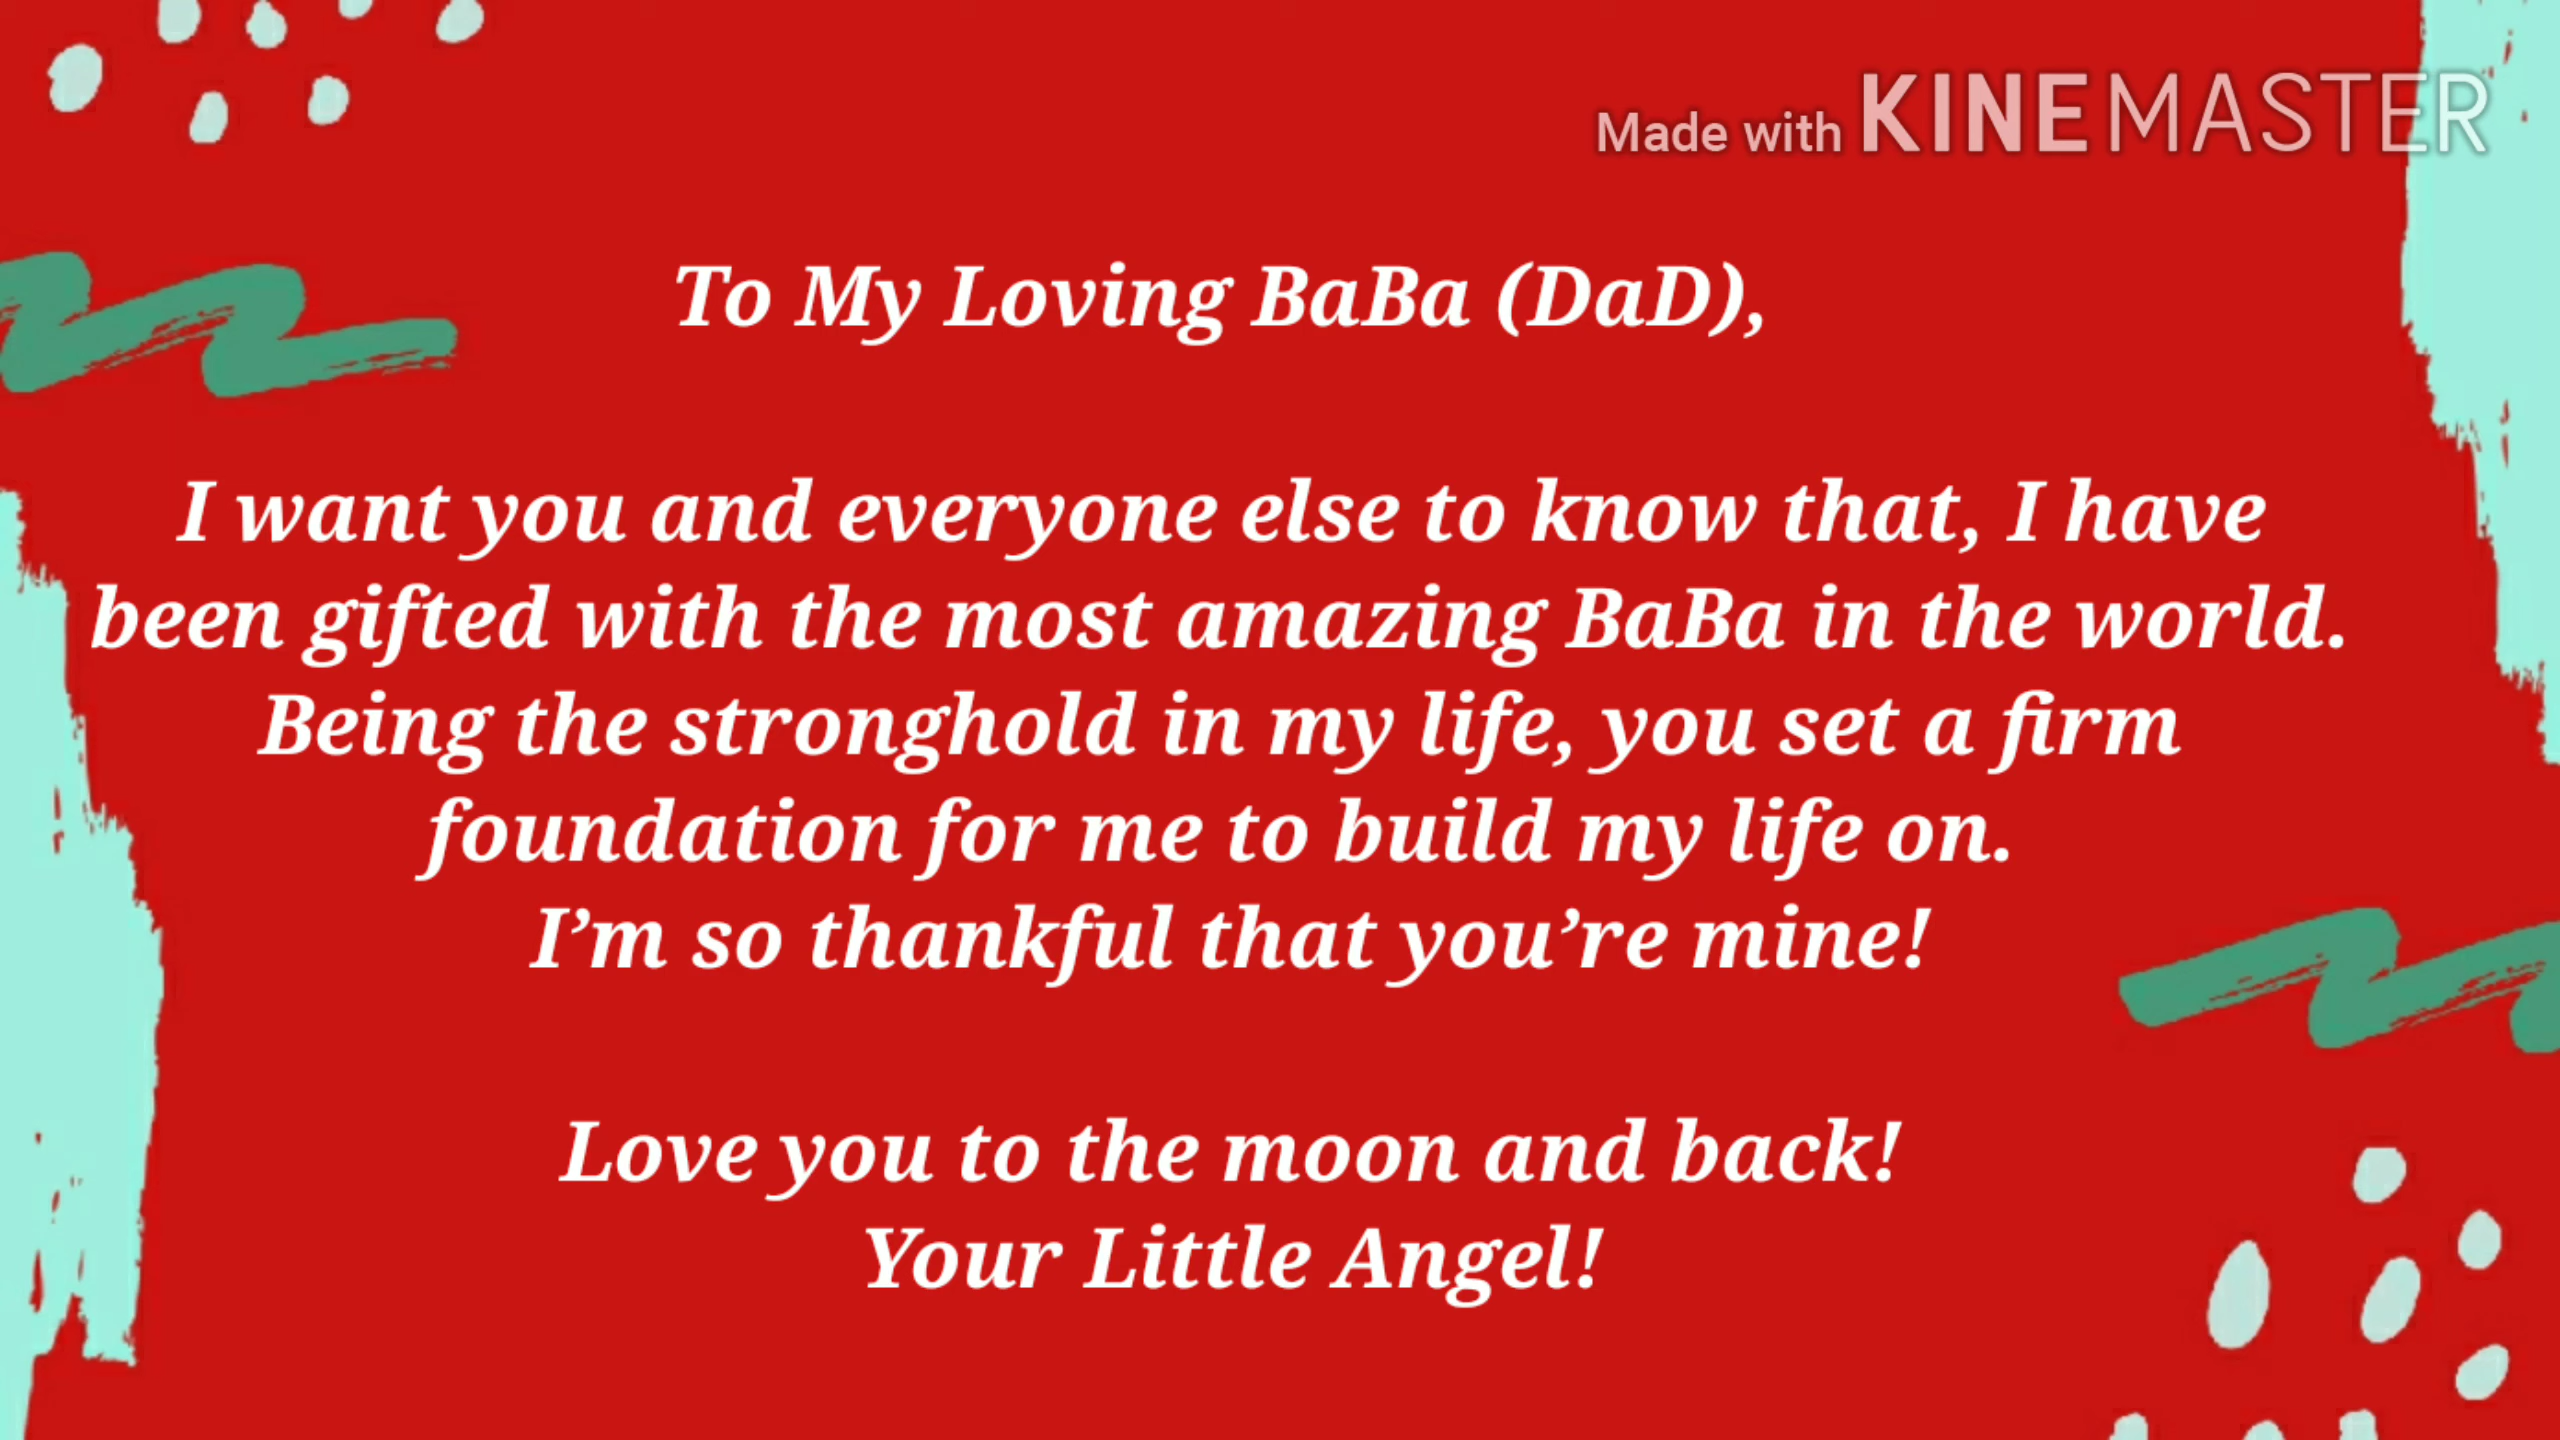 Made with KINEMASTER
To My Loving BaBa (DaD),
I want you and everyone else to know that, I have
been gifted with the most amazing BaBa in the world.
Being the stronghold in my life, you set a firm
foundation for me to build my life on.
I’m so thankful that you’re mine!
Love you to the moon and back!
Your Little Angel!